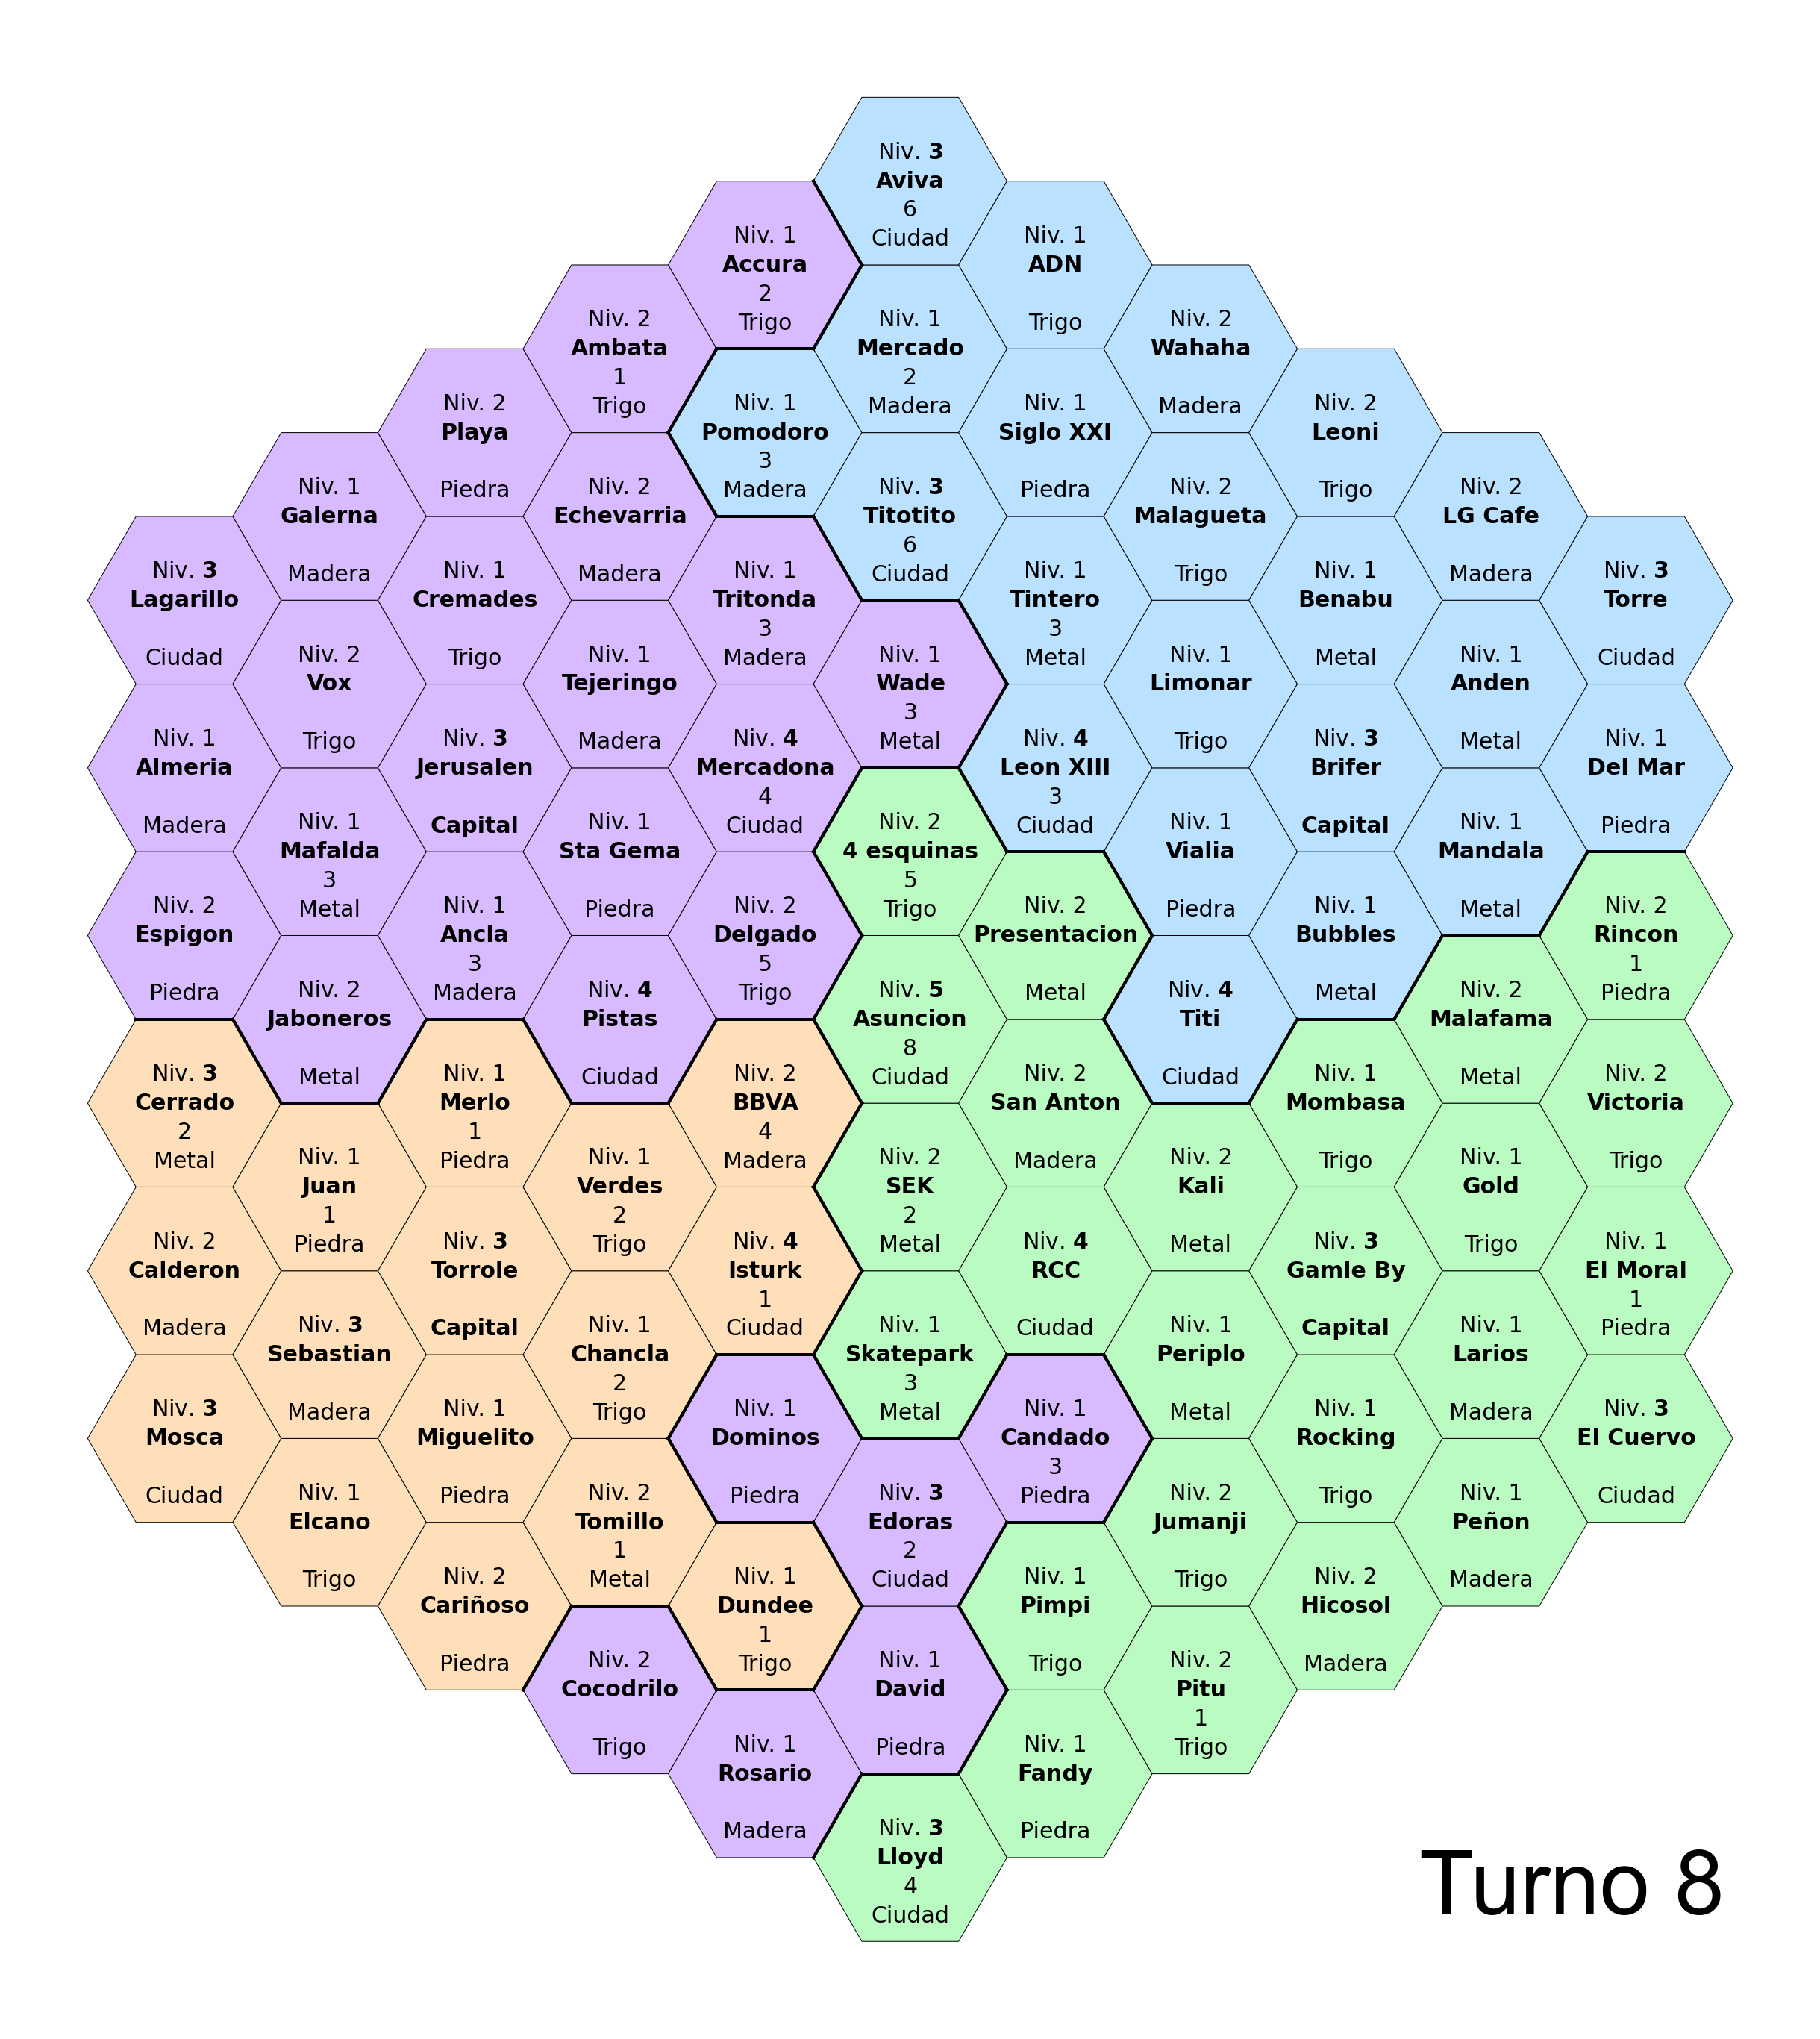 Niv. 3
Aviva
6
Ciudad
Niv. 1
Accura
2
Trigo
Niv. 1
ADN
Trigo
Niv. 2
Ambata
1
Trigo
Niv. 1
Mercado
2
Madera
Niv. 2
Wahaha
Madera
Niv. 2
Playa
Piedra
Niv. 1
Pomodoro
3
Madera
Niv. 1
Siglo XXI
Piedra
Niv. 2
Leoni
Trigo
Niv. 1
Galerna
Madera
Niv. 2
Echevarria
Madera
Niv. 3
Titotito
6
Ciudad
Niv. 2
Malagueta
Trigo
Niv. 2
LG Cafe
Madera
Niv. 3
Lagarillo
Ciudad
Niv. 1
Cremades
Trigo
Niv. 1
Tritonda
3
Madera
Niv. 1
Tintero
3
Metal
Niv. 1
Benabu
Metal
Niv. 3
Torre
Ciudad
Niv. 2
Vox
Trigo
Niv. 1
Tejeringo
Madera
Niv. 1
Wade
3
Metal
Niv. 1
Limonar
Trigo
Niv. 1
Anden
Metal
Niv. 1
Almeria
Madera
Niv. 3
Jerusalen
Capital
Niv. 4
Mercadona
4
Ciudad
Niv. 4
Leon XIII
3
Ciudad
Niv. 3
Brifer
Capital
Niv. 1
Del Mar
Piedra
Niv. 1
Mafalda
3
Metal
Niv. 1
Sta Gema
Piedra
Niv. 2
4 esquinas
5
Trigo
Niv. 1
Vialia
Piedra
Niv. 1
Mandala
Metal
Niv. 2
Espigon
Piedra
Niv. 1
Ancla
3
Madera
Niv. 2
Delgado
5
Trigo
Niv. 2
Presentacion
Metal
Niv. 1
Bubbles
Metal
Niv. 2
Rincon
1
Piedra
Niv. 2
Jaboneros
Metal
Niv. 4
Pistas
Ciudad
Niv. 5
Asuncion
8
Ciudad
Niv. 4
Titi
Ciudad
Niv. 2
Malafama
Metal
Niv. 3
Cerrado
2
Metal
Niv. 1
Merlo
1
Piedra
Niv. 2
BBVA
4
Madera
Niv. 2
San Anton
Madera
Niv. 1
Mombasa
Trigo
Niv. 2
Victoria
Trigo
Niv. 1
Juan
1
Piedra
Niv. 1
Verdes
2
Trigo
Niv. 2
SEK
2
Metal
Niv. 2
Kali
Metal
Niv. 1
Gold
Trigo
Niv. 2
Calderon
Madera
Niv. 3
Torrole
Capital
Niv. 4
Isturk
1
Ciudad
Niv. 4
RCC
Ciudad
Niv. 3
Gamle By
Capital
Niv. 1
El Moral
1
Piedra
Niv. 3
Sebastian
Madera
Niv. 1
Chancla
2
Trigo
Niv. 1
Skatepark
3
Metal
Niv. 1
Periplo
Metal
Niv. 1
Larios
Madera
Niv. 3
Mosca
Ciudad
Niv. 1
Miguelito
Piedra
Niv. 1
Dominos
Piedra
Niv. 1
Candado
3
Piedra
Niv. 1
Rocking
Trigo
Niv. 3
El Cuervo
Ciudad
Niv. 1
Elcano
Trigo
Niv. 2
Tomillo
1
Metal
Niv. 3
Edoras
2
Ciudad
Niv. 2
Jumanji
Trigo
Niv. 1
Peñon
Madera
Niv. 2
Cariñoso
Piedra
Niv. 1
Dundee
1
Trigo
Niv. 1
Pimpi
Trigo
Niv. 2
Hicosol
Madera
Niv. 2
Cocodrilo
Trigo
Niv. 1
David
Piedra
Niv. 2
Pitu
1
Trigo
Niv. 1
Rosario
Madera
Niv. 1
Fandy
Piedra
Niv. 3
Lloyd
4
Ciudad
Turno 8